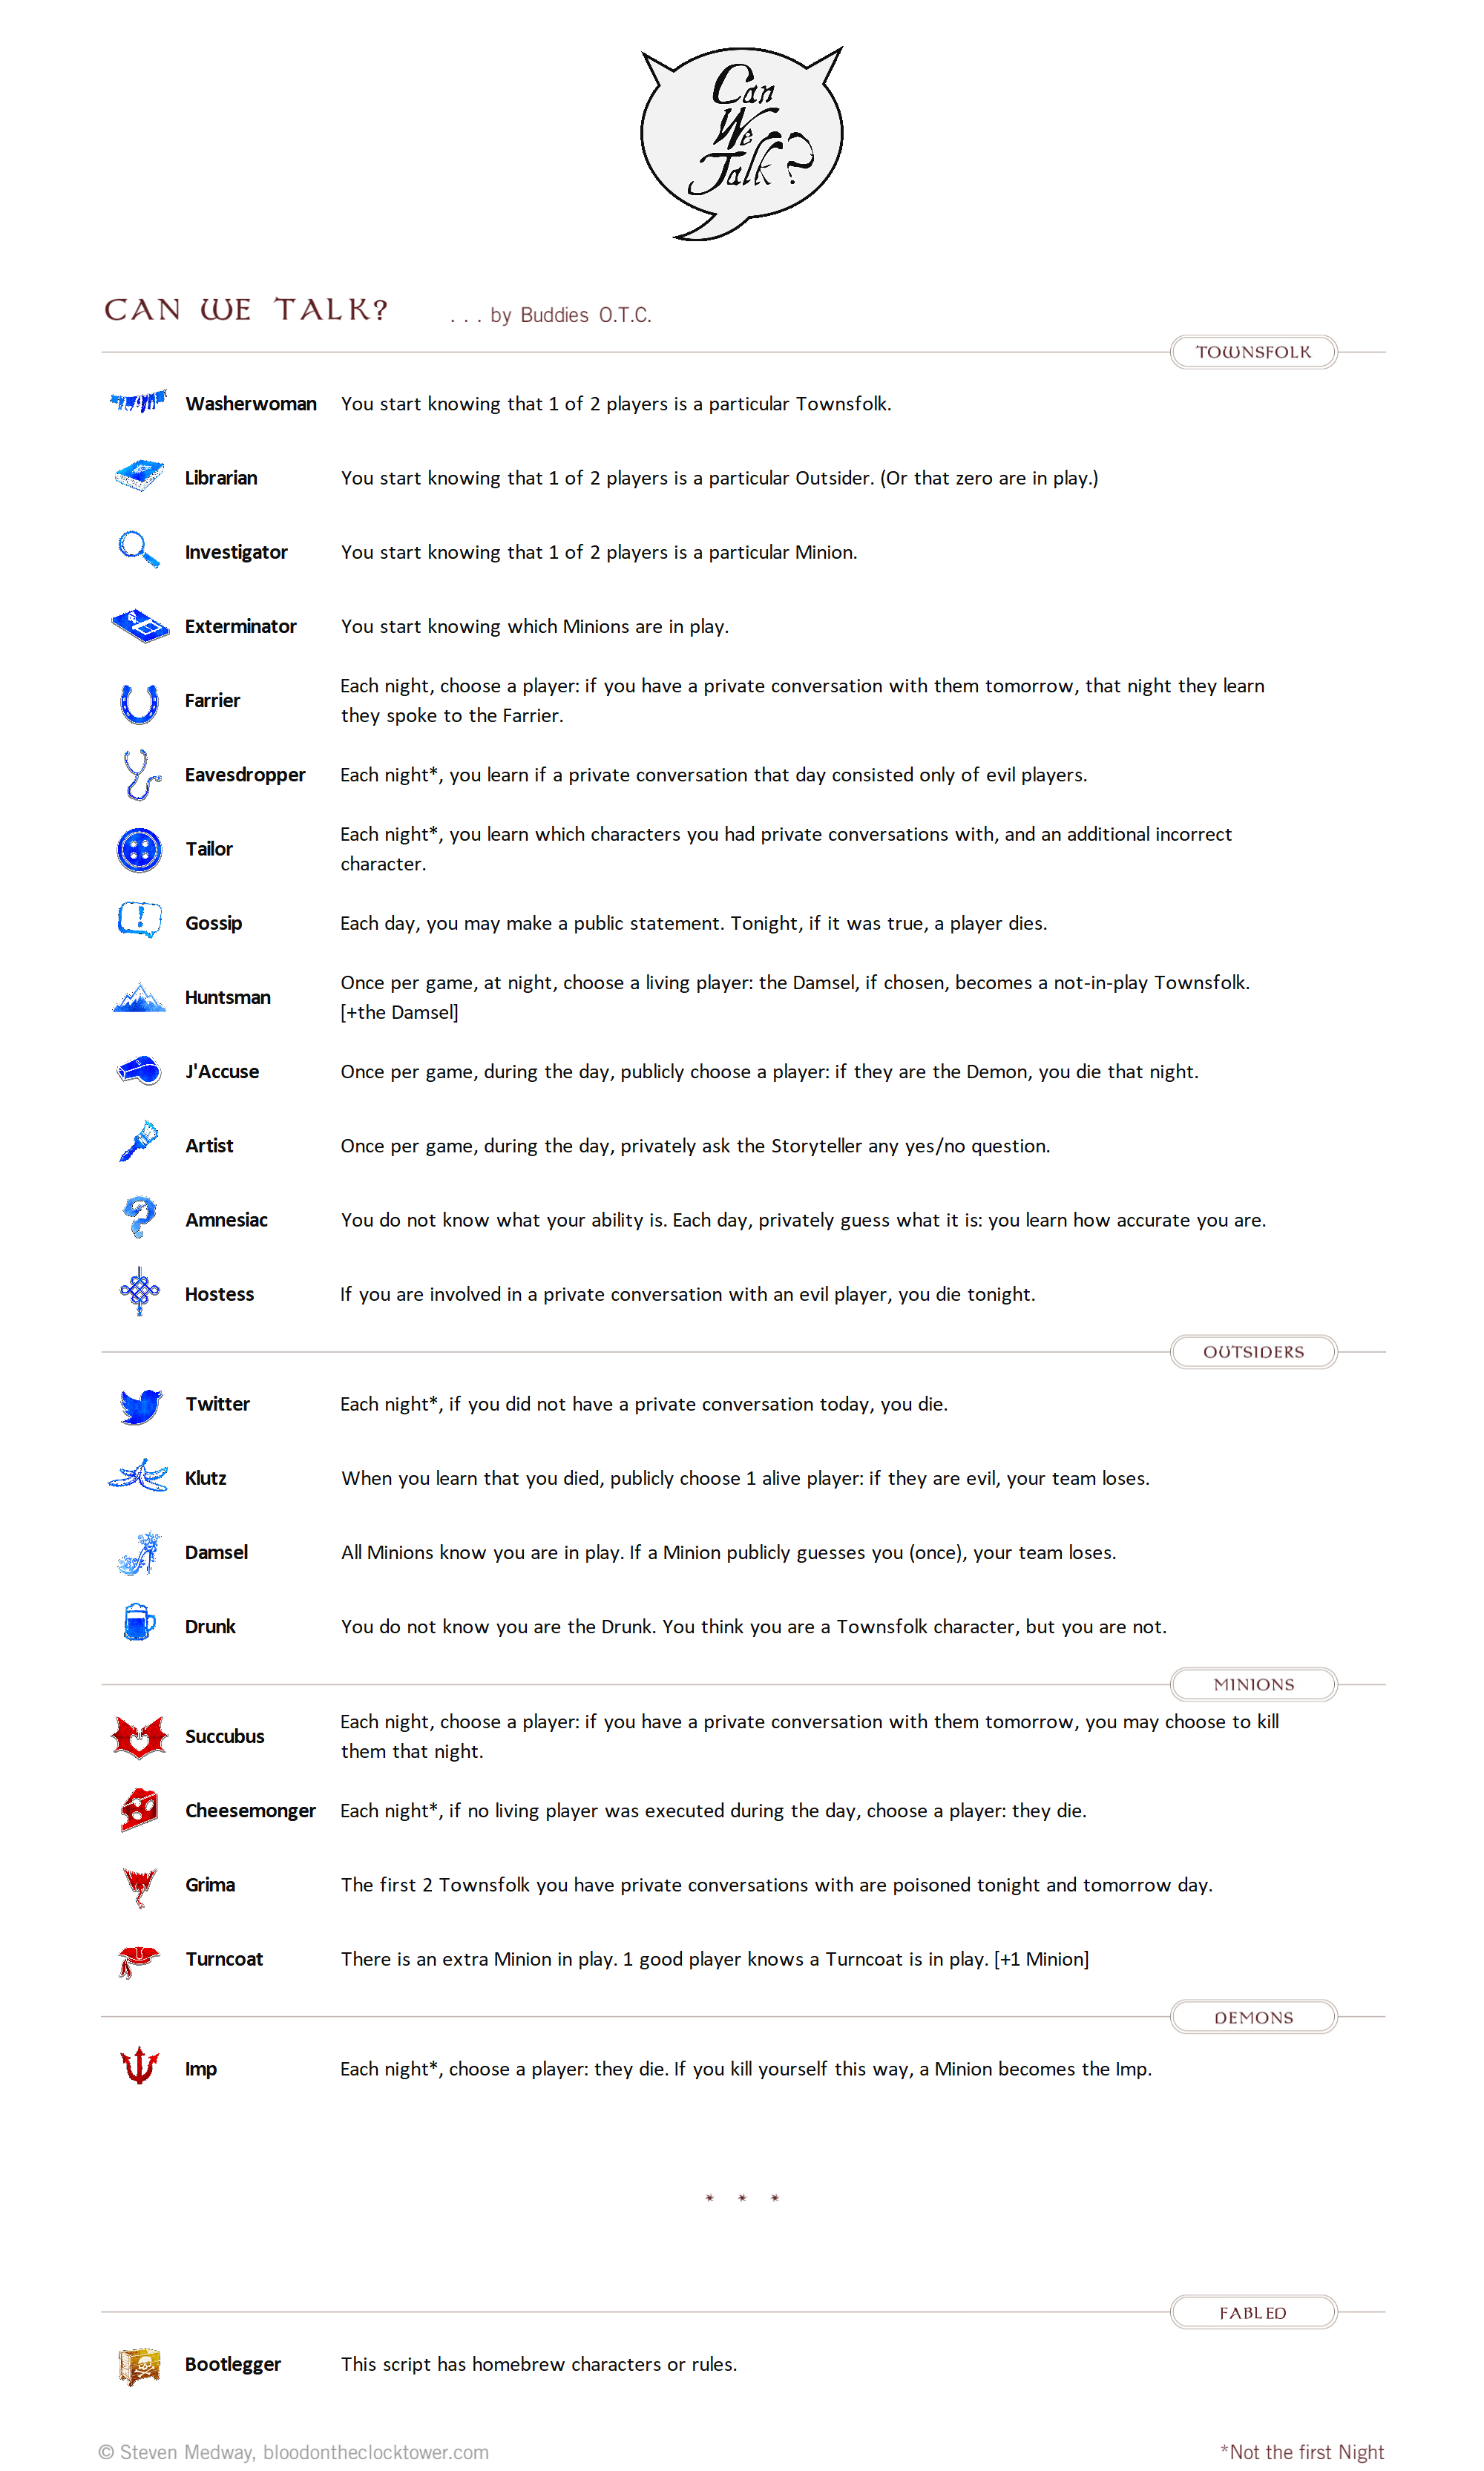 Can
We
Talk?
CAN WE TALK? . . . by Buddies O.T.C.
TOWNSFOLK
Washerwoman You start knowing that 1 of 2 players is a particular Townsfolk.
Librarian You start knowing that 1 of 2 players is a particular Outsider. (Or that zero are in play.)
Investigator You start knowing that 1 of 2 players is a particular Minion.
Exterminator You start knowing which Minions are in play.
Farrier Each night, choose a player: if you have a private conversation with them tomorrow, that night they learn
they spoke to the Farrier.
Eavesdropper Each night*, you learn if a private conversation that day consisted only of evil players.
Tailor Each night*, you learn which characters you had private conversations with, and an additional incorrect
character.
Gossip Each day, you may make a public statement. Tonight, if it was true, a player dies.
Huntsman Once per game, at night, choose a living player: the Damsel, if chosen, becomes a not-in-play Townsfolk.
[+the Damsel]
J'Accuse Once per game, during the day, publicly choose a player: if they are the Demon, you die that night.
Artist Once per game, during the day, privately ask the Storyteller any yes/no question.
Amnesiac You do not know what your ability is. Each day, privately guess what it is: you learn how accurate you are.
Hostess If you are involved in a private conversation with an evil player, you die tonight.
OUTSIDERS
Twitter Each night*, if you did not have a private conversation today, you die.
Klutz When you learn that you died, publicly choose 1 alive player: if they are evil, your team loses.
Damsel All Minions know you are in play. If a Minion publicly guesses you (once), your team loses.
Drunk You do not know you are the Drunk. You think you are a Townsfolk character, but you are not.
MINIONS
Succubus Each night, choose a player: if you have a private conversation with them tomorrow, you may choose to kill
them that night.
Cheesemonger Each night*, if no living player was executed during the day, choose a player: they die.
Grima The first 2 Townsfolk you have private conversations with are poisoned tonight and tomorrow day.
Turncoat There is an extra Minion in play. 1 good player knows a Turncoat is in play. [+1 Minion]
DEMONS
Imp Each night*, choose a player: they die. If you kill yourself this way, a Minion becomes the Imp.
* * *
FABLED
Bootlegger This script has homebrew characters or rules.
© Steven Medway, bloodontheclocktower.com *Not the first Night